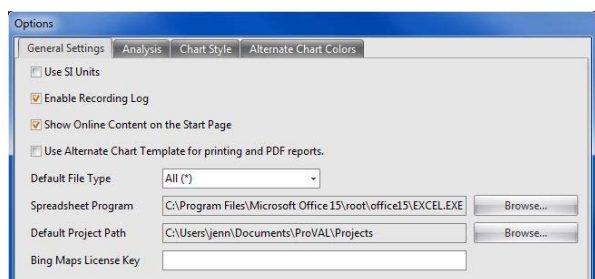 Options
General Settings Analysis Chart Style Alternate Chart Colors
Use SI Units
Enable Recording Log
Show Online Content on the Start Page
Use Alternate Chart Template for printing and PDF reports.
Default File Type All (*)
Spreadsheet Program C:\Program Files\Microsoft Office 15\root\office15\EXCEL.EXE Browse...
Default Project Path C:\Users\jenn\Documents\ProVAL\Projects Browse...
Bing Maps License Key